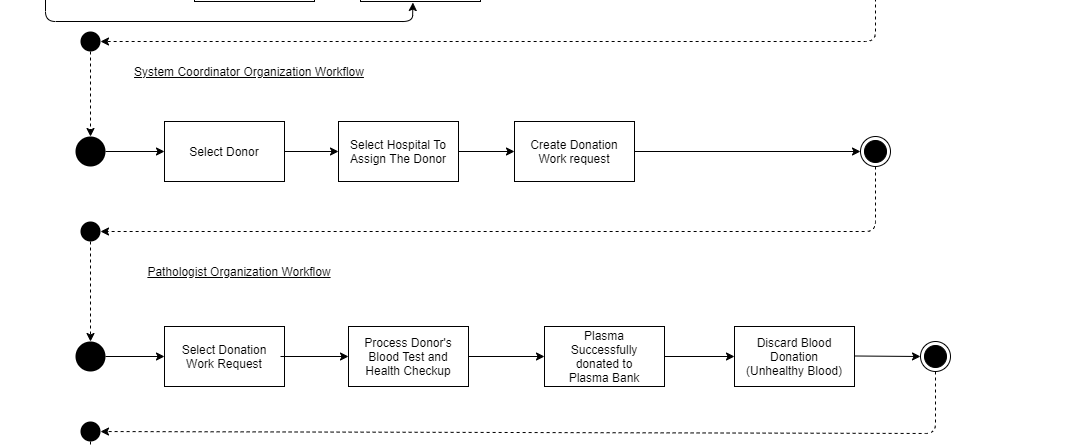 System Coordinator Organization Workflow
Select Donor
Select Hospital To
Assign The Donor
Create Donation
Work request
Pathologist Organization Workflow
Select Donation
Work Request
Process Donor's
Blood Test and
Health Checkup
Plasma
Successfully
donated to
Plasma Bank
Discard Blood
Donation
(Unhealthy Blood)